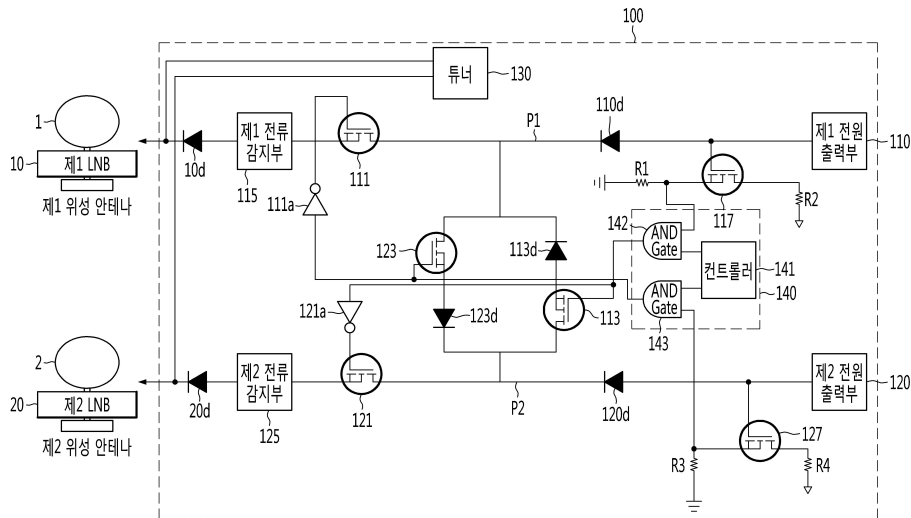 100
튜너
130
1
제1 전류
감지부
P1
110d
제1 전원
출력부
110
10
제1 LNB
10d
115
111
R1
117
R2
제1 위성 안테나
111a
142
AND
Gate
컨트롤러
141
123
113d
140
AND
Gate
121a
123d
113
143
2
제2 전류
감지부
제2 전원
출력부
120
20
제2 LNB
20d
125
121
P2
120d
127
제2 위성 안테나
R3
R4